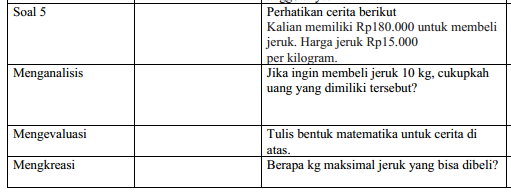 Soal 5
Perhatikan cerita berikut
Kalian memiliki Rp180.000 untuk membeli
jeruk. Harga jeruk Rp15.000
per kilogram.
Menganalisis
Jika ingin membeli jeruk 10 kg, cukupkah
uang yang dimiliki tersebut?
Mengevaluasi
Tulis bentuk matematika untuk cerita di
atas.
Mengkreasi
Berapa kg maksimal jeruk yang bisa dibeli?